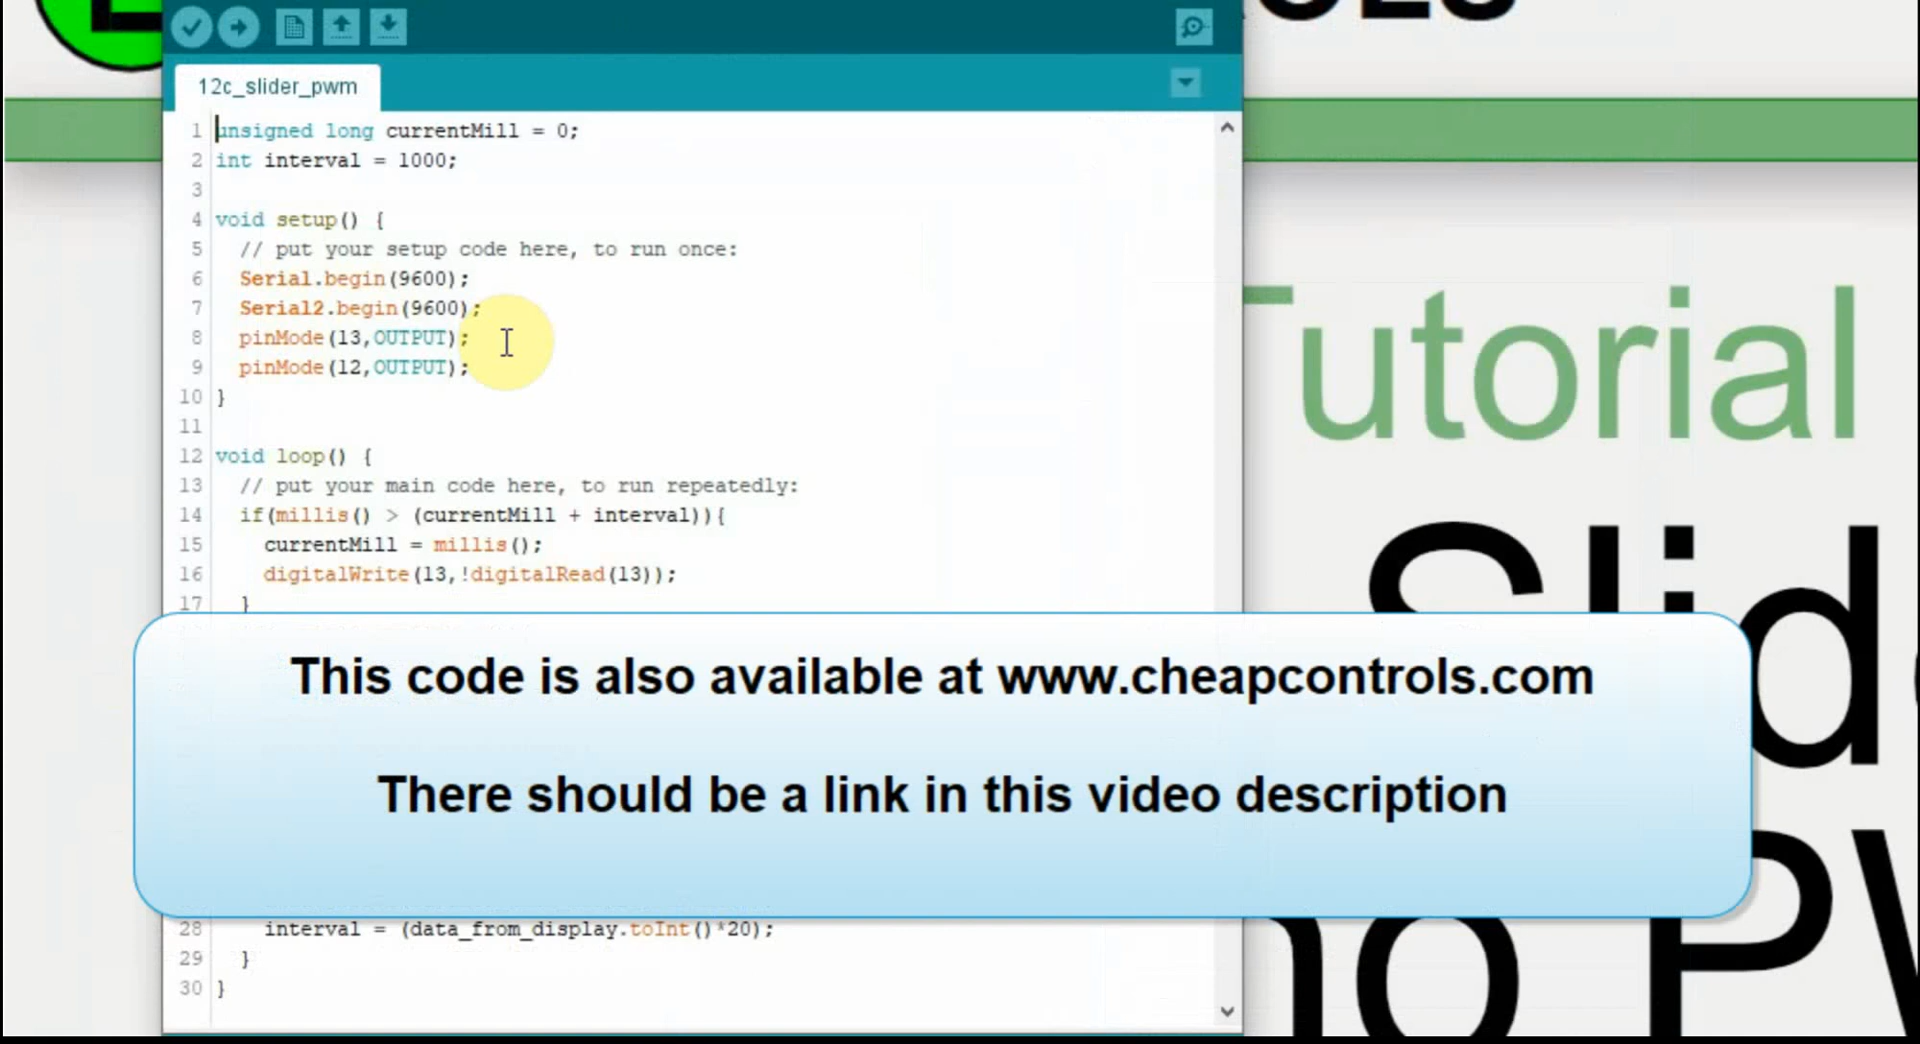 12c_slider_pwm
1 unsigned long currentMill = 0;
2 int interval = 1000;
3
4 void setup() {
5 // put your setup code here, to run once:
6 Serial.begin(9600);
7 Serial2.begin(9600);
8 pinMode(13,OUTPUT);
9 pinMode(12,OUTPUT);
10 }
11
12 void loop() {
13 // put your main code here, to run repeatedly:
14 if(millis() > (currentMill + interval)){
15 currentMill = millis();
16 digitalWrite(13,!digitalRead(13));
17 }
This code is also available at www.cheapcontrols.com
There should be a link in this video description
28 interval = (data_from_display.toInt()*20);
29 }
30 }
Tutorial